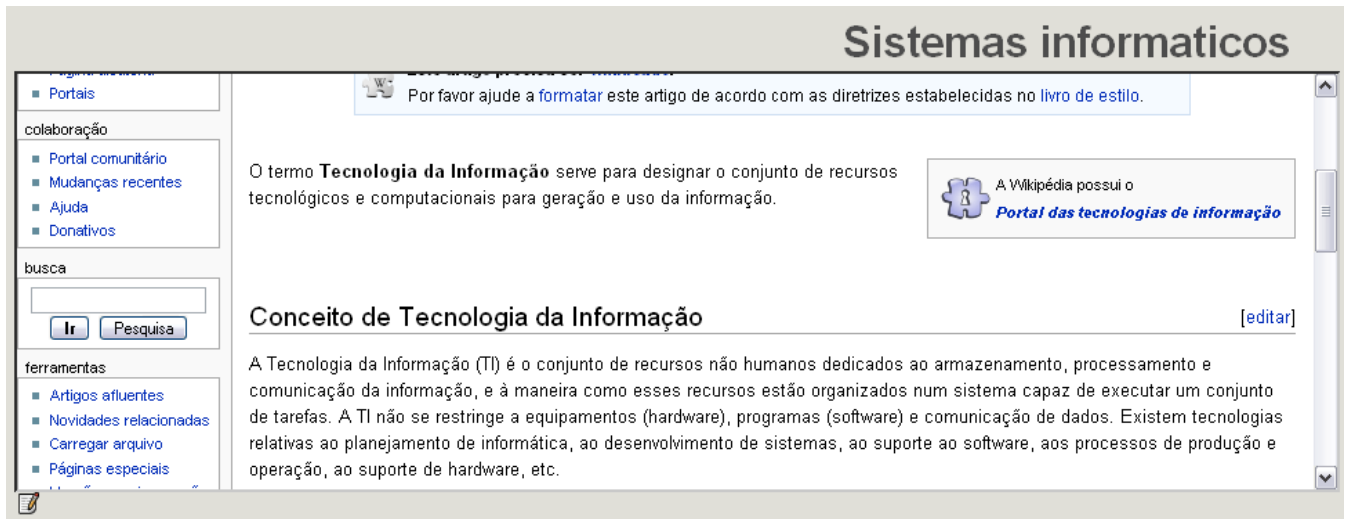 Sistemas informaticos
Portais
colaboração
Portal comunitário
Mudanças recentes
Ajuda
Donativos
busca
Ir Pesquisa
ferramentas
Artigos afluentes
Novidades relacionadas
Carregar arquivo
Páginas especiais
Por favor ajude a formatar este artigo de acordo com as diretrizes estabelecidas no livro de estilo.
O termo Tecnologia da Informação serve para designar o conjunto de recursos
tecnológicos e computacionais para geração e uso da informação.
A Wikipédia possui o
Portal das tecnologias de informação
Conceito de Tecnologia da Informação [editar]
A Tecnologia da Informação (TI) é o conjunto de recursos não humanos dedicados ao armazenamento, processamento e
comunicação da informação, e à maneira como esses recursos estão organizados num sistema capaz de executar um conjunto
de tarefas. A TI não se restringe a equipamentos (hardware), programas (software) e comunicação de dados. Existem tecnologias
relativas ao planejamento de informática, ao desenvolvimento de sistemas, ao suporte ao software, aos processos de produção e
operação, ao suporte de hardware, etc.